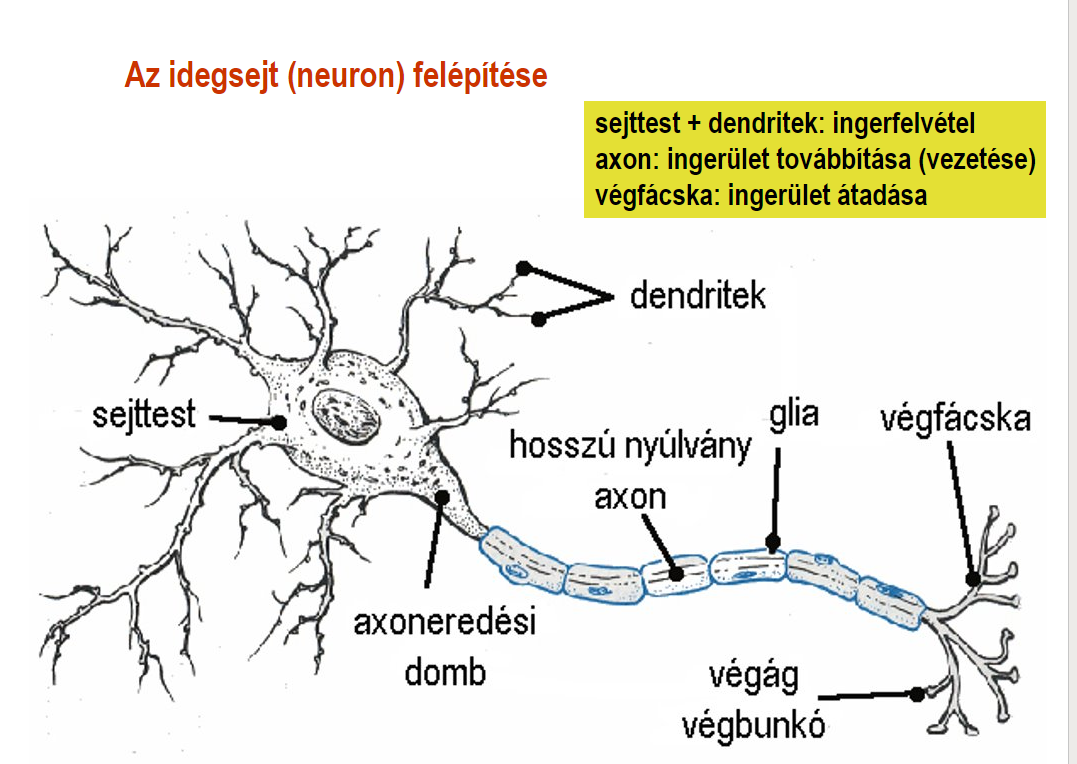 Az idegsejt (neuron) felépítése
sejttest + dendritek: ingerfelvétel
axon: ingerület továbbítása (vezetése)
végfácska: ingerület átadása
dendritek
sejttest
hosszú nyúlvány
axon
glia
végfácska
axoneredési
domb
végág
végbunkó